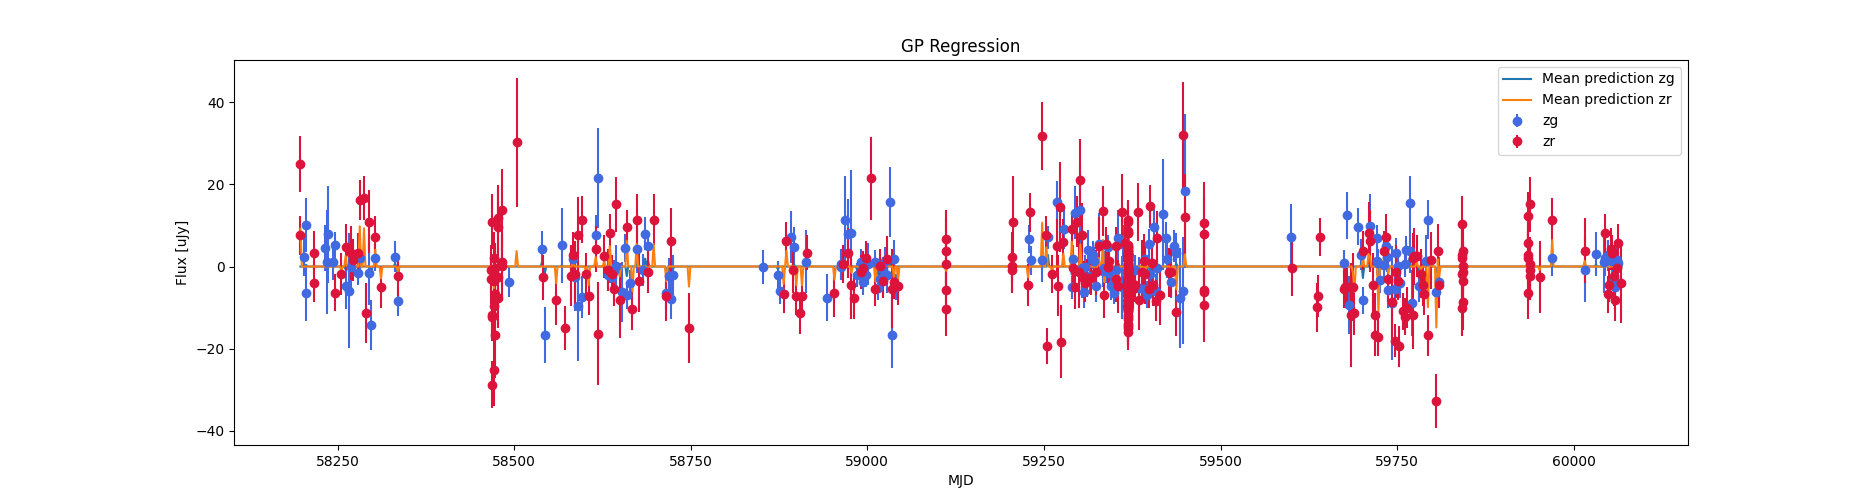 GP Regression
Mean prediction zg
Mean prediction zr
zg
zr
Flux [uJy]
40
20
0
−20
−40
58250 58500 58750 59000 59250 59500 59750 60000
MJD